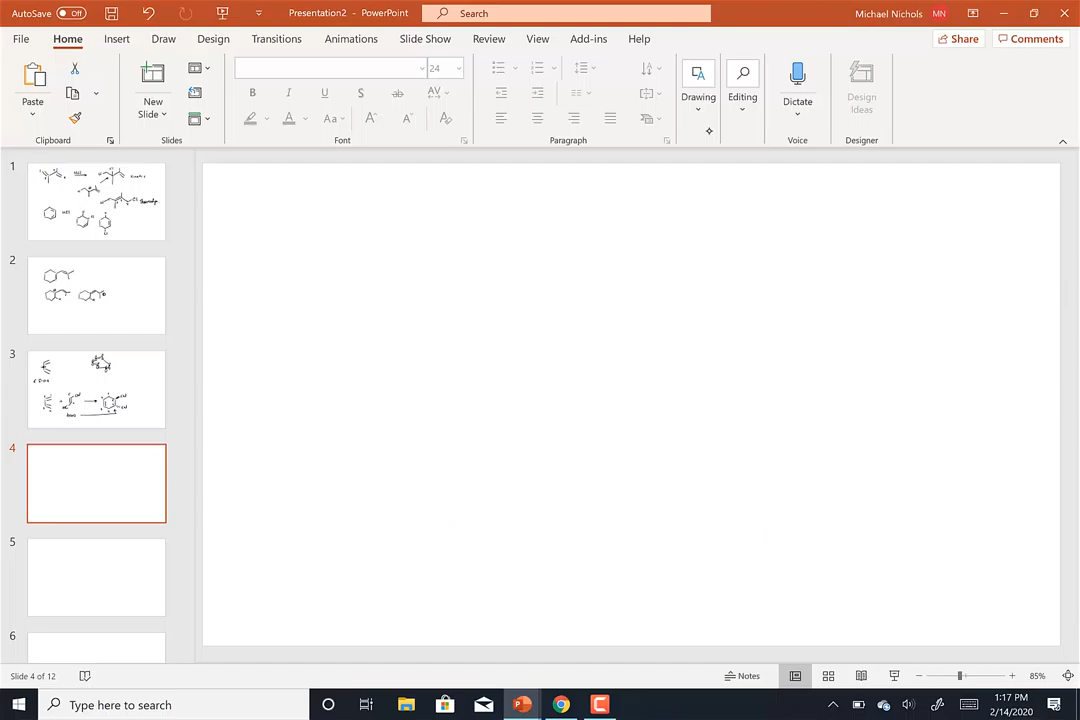 AutoSave Off Presentation2 - PowerPoint Search Michael Nichols MN
File Home Insert Draw Design Transitions Animations Slide Show Review View Add-ins Help Share Comments
24
Paste New Slide Drawing Editing Dictate Design Ideas
B I U S ab AV
Aa A A A
Clipboard Slides Font Paragraph Voice Designer
1
2
3
4
5
6
Slide 4 of 12 Notes 85%
Type here to search 1:17 PM
2/14/2020